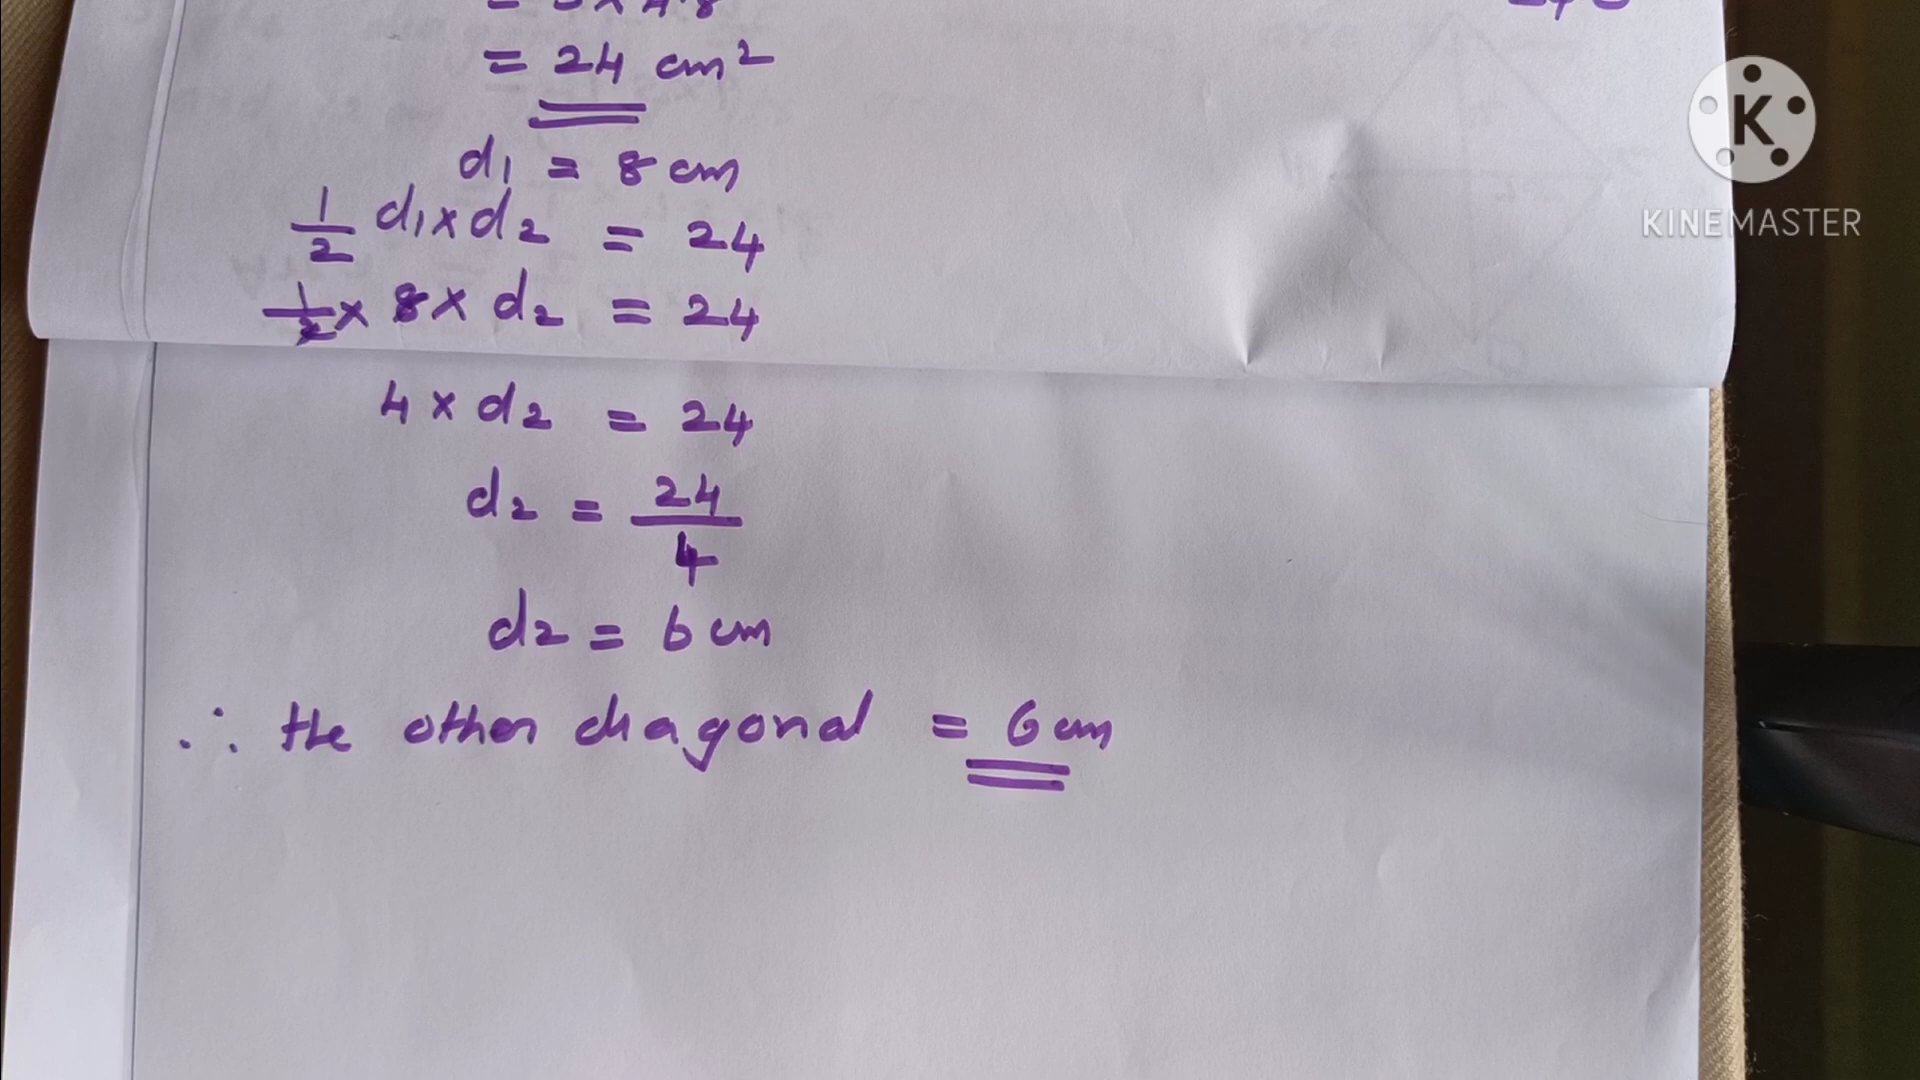 = 24 cm²
d₁ = 8 cm
1/2 d₁ × d₂ = 24
1/2 × 8 × d₂ = 24
4 × d₂ = 24
d₂ = 24/4
d₂ = 6 cm
∴ the other diagonal = 6 cm
K
KINEMASTER